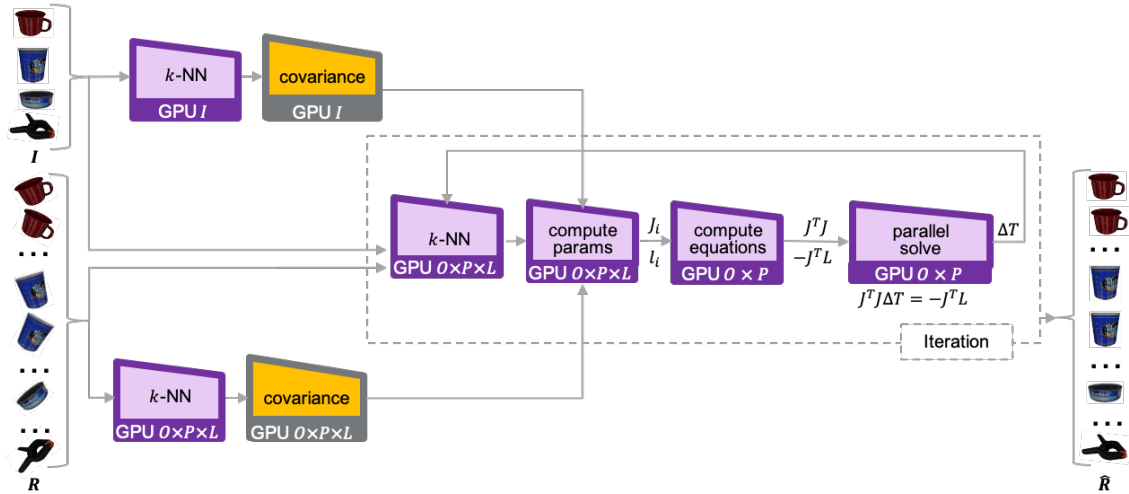 k-NN
GPU I
covariance
GPU I
I
k-NN
GPU O×P×L
compute
params
GPU O×P×L
J_i
l_i
compute
equations
GPU O × P
J^T J
−J^T L
parallel
solve
GPU O × P
ΔT
J^T JΔT = −J^T L
Iteration
...
...
...
...
k-NN
GPU O×P×L
covariance
GPU O×P×L
R
...
...
...
R̂